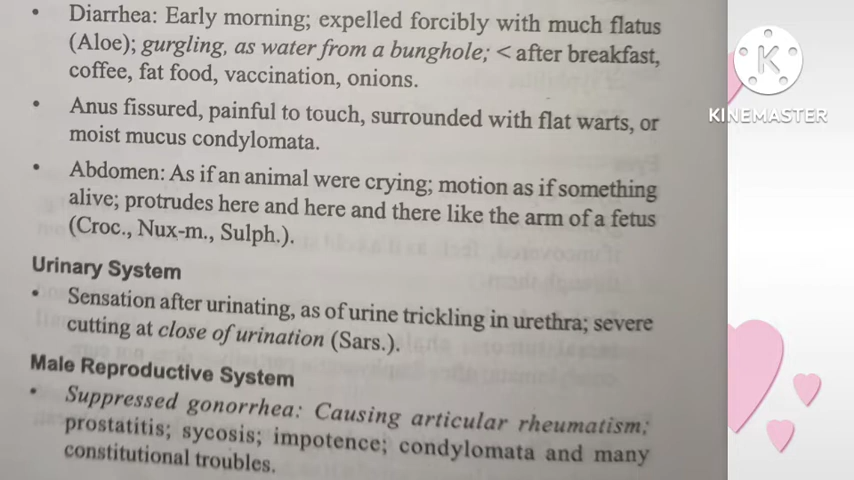 • Diarrhea: Early morning; expelled forcibly with much flatus
(Aloe); gurgling, as water from a bunghole; < after breakfast,
coffee, fat food, vaccination, onions.
• Anus fissured, painful to touch, surrounded with flat warts, or
moist mucus condylomata.
• Abdomen: As if an animal were crying; motion as if something
alive; protrudes here and here and there like the arm of a fetus
(Croc., Nux-m., Sulph.).
Urinary System
• Sensation after urinating, as of urine trickling in urethra; severe
cutting at close of urination (Sars.).
Male Reproductive System
• Suppressed gonorrhea: Causing articular rheumatism;
prostatitis; sycosis; impotence; condylomata and many
constitutional troubles.
K
KINEMASTER